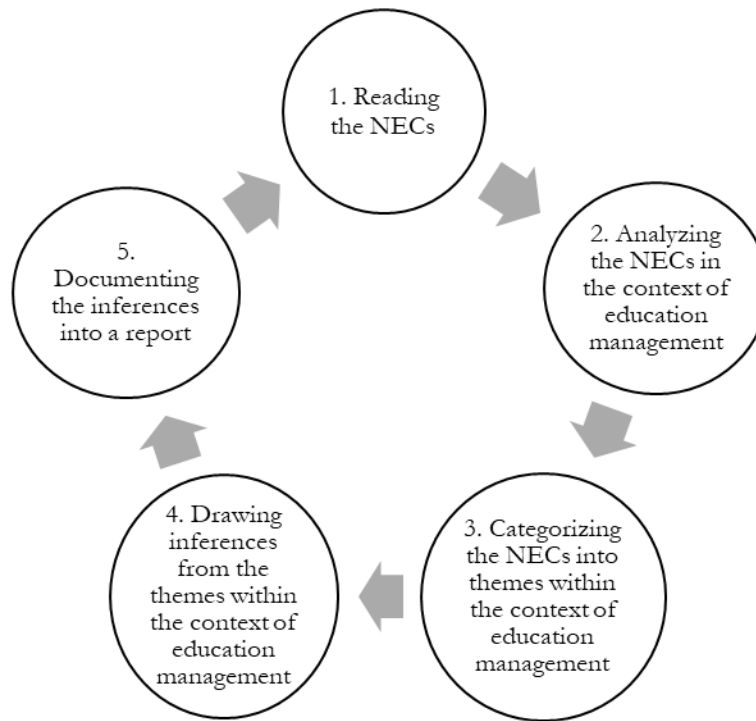 1. Reading
the NECs
2. Analyzing
the NECs in
the context of
education
management
3. Categorizing
the NECs into
themes within
the context of
education
management
4. Drawing
inferences
from the
themes within
the context of
education
management
5.
Documenting
the inferences
into a report